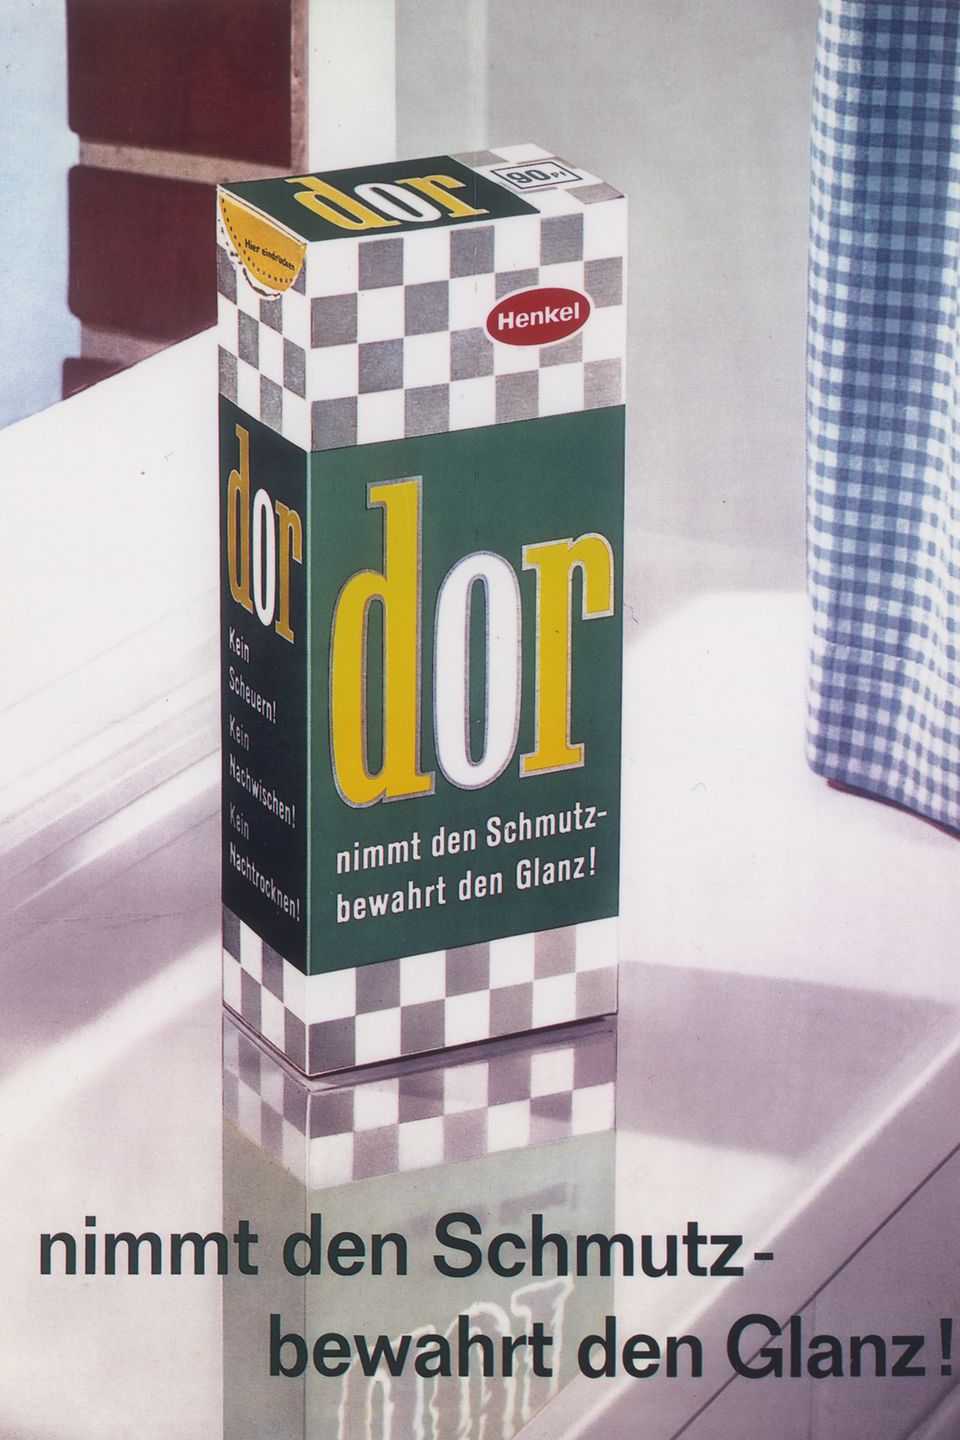 dor
90 Pf
Hier eindrücken
Henkel
dor
Kein
Scheuern!
Kein
Nachwischen!
Kein
Nachtrocknen!
dor
nimmt den Schmutz-
bewahrt den Glanz!
nimmt den Schmutz-
bewahrt den Glanz!